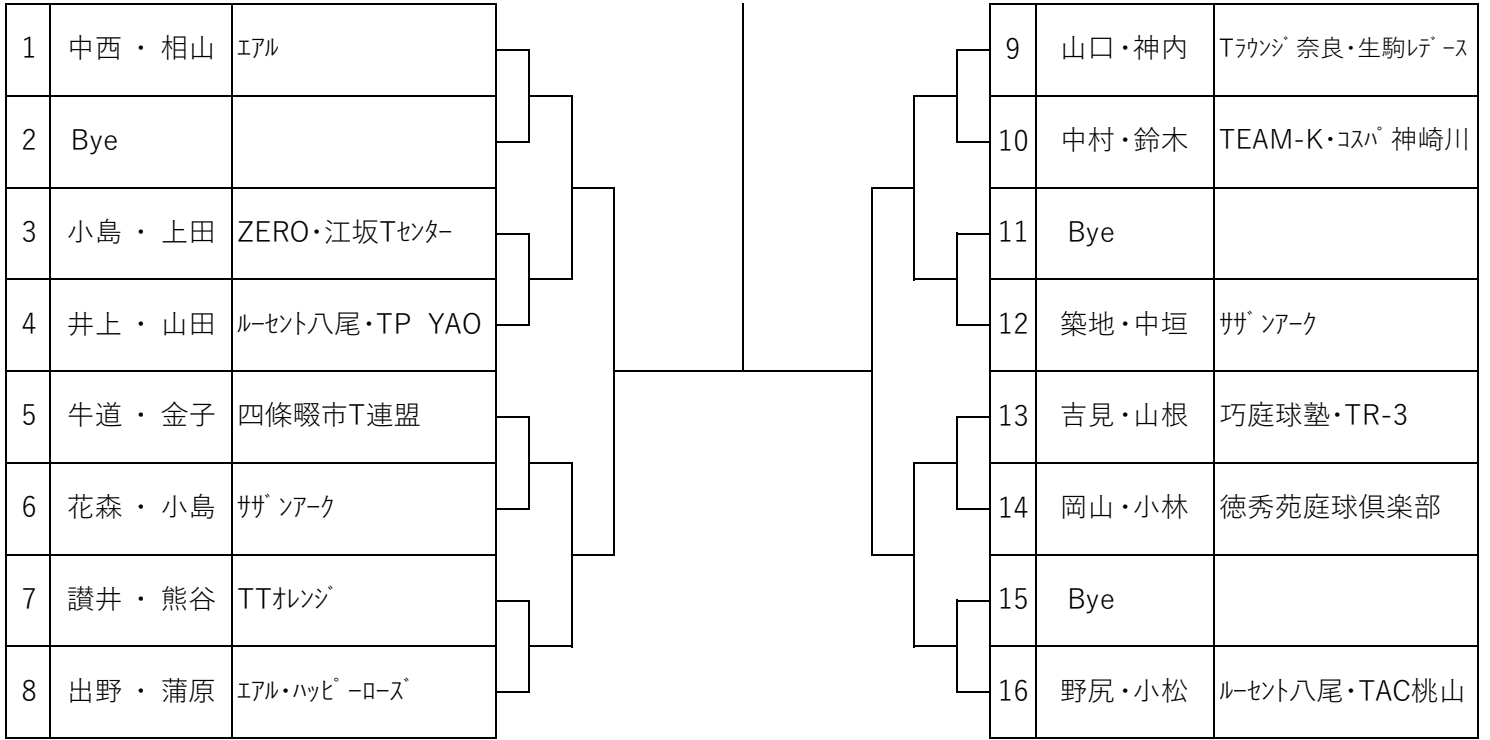 1 中西 ・ 相山 ｴｱﾙ
2 Bye
3 小島 ・ 上田 ZERO･江坂Tｾﾝﾀｰ
4 井上 ・ 山田 ﾙｰｾﾝﾄ八尾･TP YAO
5 牛道 ・ 金子 四條畷市T連盟
6 花森 ・ 小島 ｻｻﾞﾝｱｰｸ
7 讃井 ・ 熊谷 TTｵﾚﾝｼﾞ
8 出野 ・ 蒲原 ｴｱﾙ･ﾊｯﾋﾟｰﾛｰｽﾞ
9 山口･神内 Tﾗｳﾝｼﾞ奈良･生駒ﾚﾃﾞｰｽ
10 中村･鈴木 TEAM-K･ｺｽﾊﾟ神崎川
11 Bye
12 築地･中垣 ｻｻﾞﾝｱｰｸ
13 吉見･山根 巧庭球塾･TR-3
14 岡山･小林 徳秀苑庭球倶楽部
15 Bye
16 野尻･小松 ﾙｰｾﾝﾄ八尾･TAC桃山